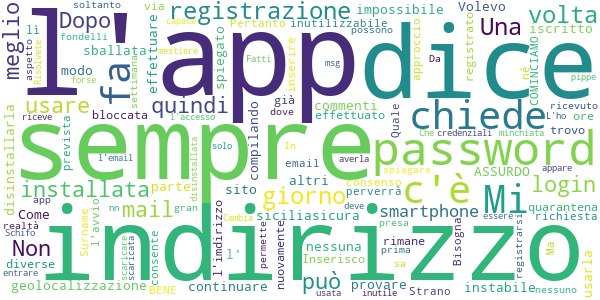 soltanto via Capace impossibile Volevo
Dopo registrazione Una volta
meglio fondelli sballata inutilizzabile Pertanto mestiere
l'app dice
li fa effettuare spiegato inserire possono approccio né Da registrato iscritto COMINCIAMO
aspetto Risolveto modo settimana Fatti msg
usare quindi già commenti chiede Quale ricevuto L'ho ore
bloccata forse effettuato trovo pippe
disinstallarla prevista riceve l'accesso dove Che credenziali minchiata
sempre password
l'email solo compilando In email averla c'è ASSURDO appare
installata parte disinstallata altri consenso spiegare login quarantena
mail sito giorno perverrà richiesta
Come Surname l'avvio gran Cambia siciliasicura smartphone Mi essere
Non nn l'imdirizzo l' può deve presa Bisogna registrarsi
realtà app nessuna
Schifo indirizzo
diverse consente scaricare scaricata permette nuovamente Inserisco rimane prima instabile Ma usarla
entrare BENE continuare provare sa nessuno
geolocalizzazione usata inutile Strano